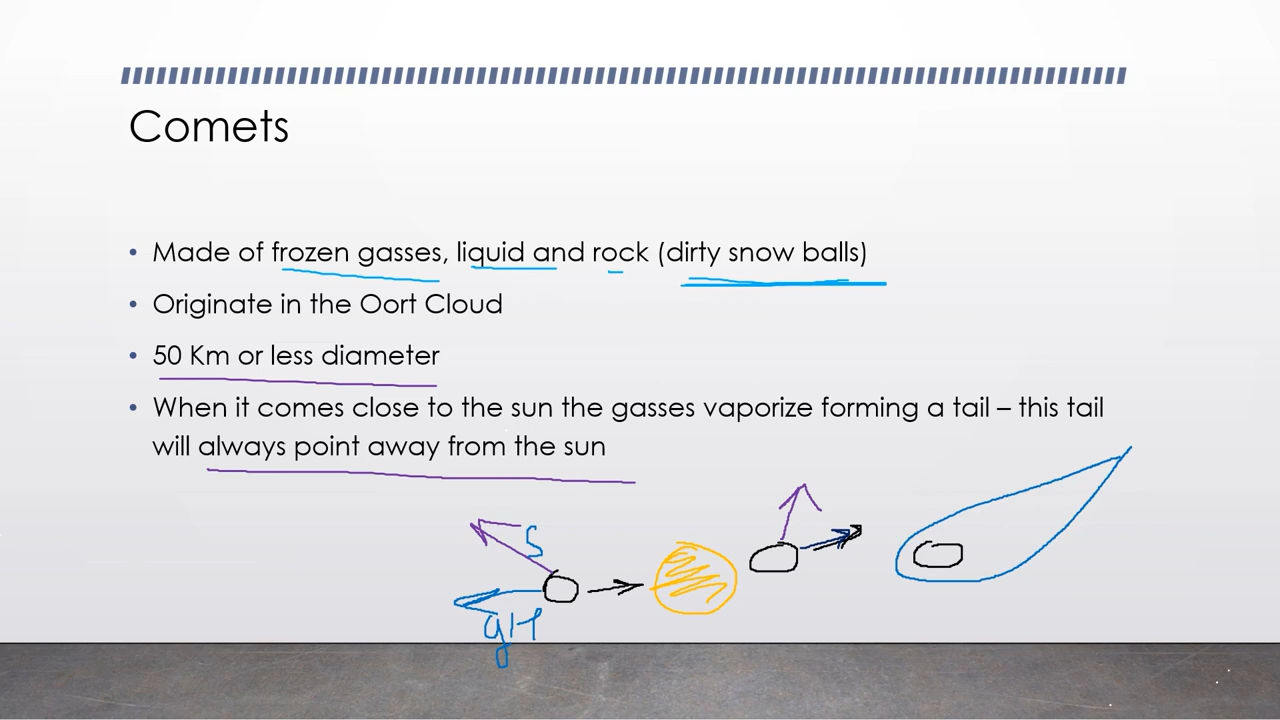 Comets
• Made of frozen gasses, liquid and rock (dirty snow balls)
• Originate in the Oort Cloud
• 50 Km or less diameter
• When it comes close to the sun the gasses vaporize forming a tail – this tail
will always point away from the sun
S